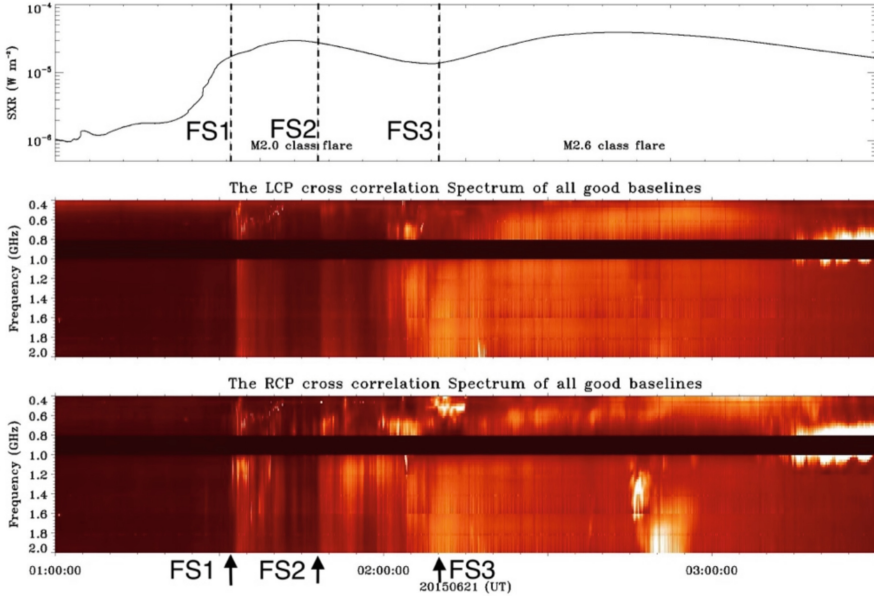 10⁻⁴
10⁻⁵
10⁻⁶
SXR (W m⁻²)
FS1 FS2 FS3
M2.0 class flare M2.6 class flare
The LCP cross correlation Spectrum of all good baselines
0.4
0.6
0.8
1.0
1.2
1.4
1.6
1.8
2.0
Frequency (GHz)
The RCP cross correlation Spectrum of all good baselines
0.4
0.6
0.8
1.0
1.2
1.4
1.6
1.8
2.0
Frequency (GHz)
FS1 FS2 FS3
01:00:00 02:00:00 03:00:00
20150621 (UT)